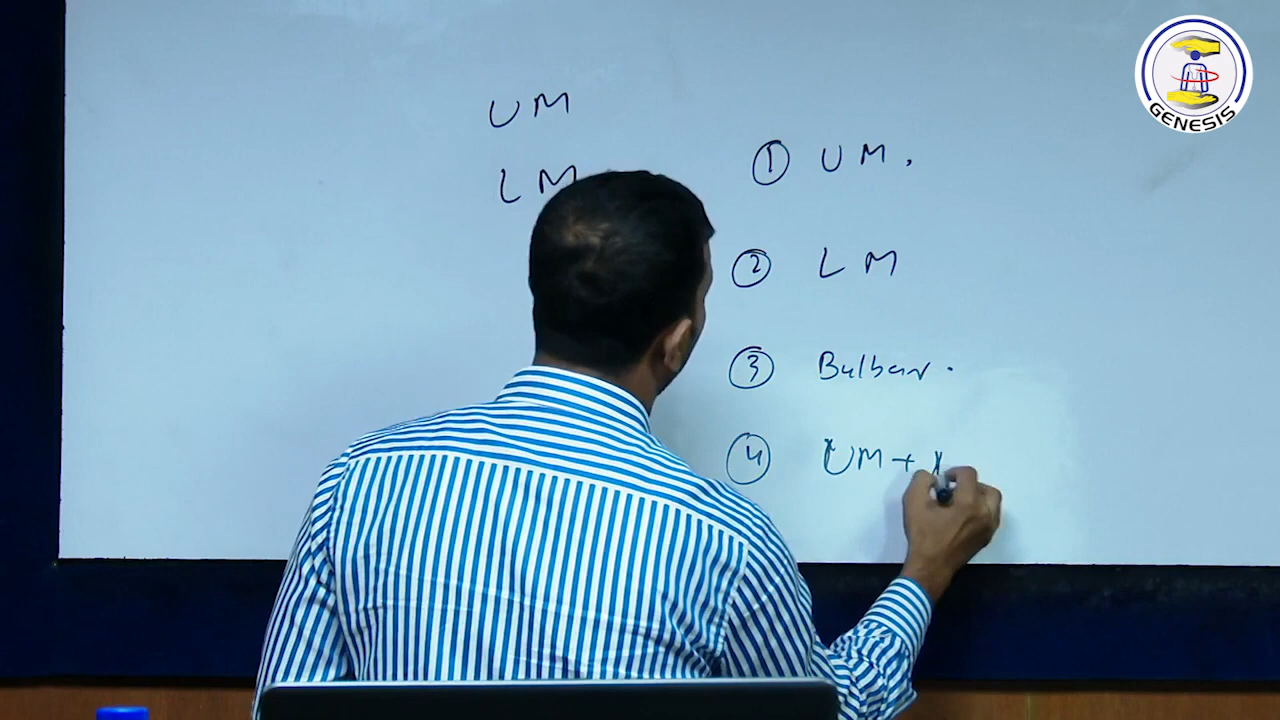 UM
LM
① UM.
② LM
③ Bulbar.
④ UM +
GENESIS